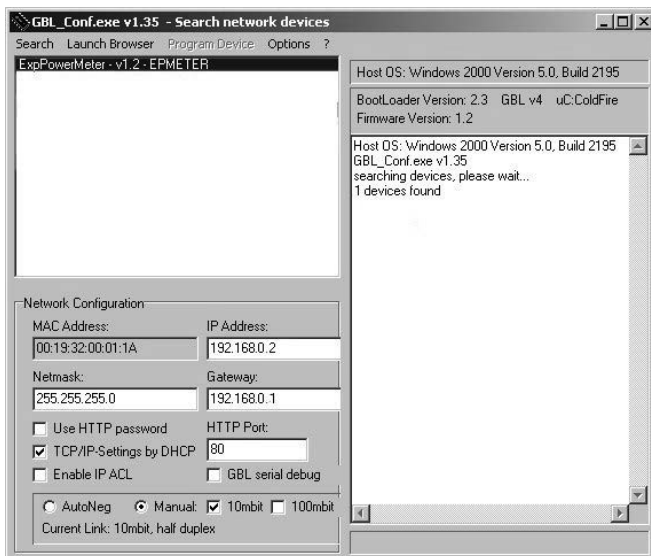 GBL_Conf.exe v1.35 - Search network devices
Search Launch Browser Program Device Options ?
ExpPowerMeter - v1.2 - EPMETER
Host OS: Windows 2000 Version 5.0, Build 2195
BootLoader Version: 2.3 GBL v4 uC:ColdFire
Firmware Version: 1.2
Host OS: Windows 2000 Version 5.0, Build 2195
GBL_Conf.exe v1.35
searching devices, please wait...
1 devices found
Network Configuration
MAC Address: IP Address:
00:19:32:00:01:1A 192.168.0.2
Netmask: Gateway:
255.255.255.0 192.168.0.1
Use HTTP password HTTP Port:
TCP/IP-Settings by DHCP 80
Enable IP ACL GBL serial debug
AutoNeg Manual: 10mbit 100mbit
Current Link: 10mbit, half duplex